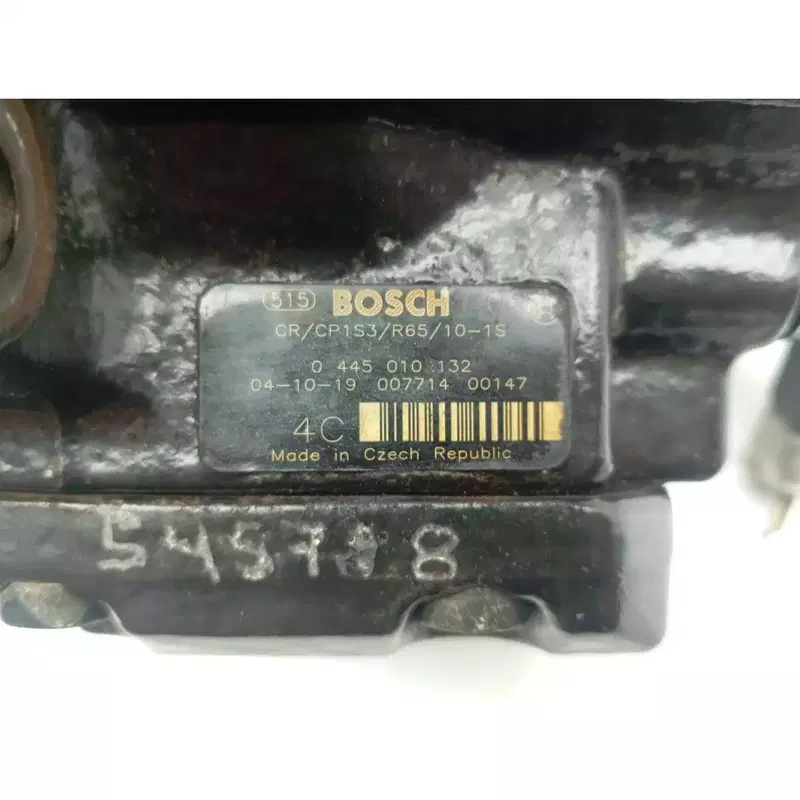 515 BOSCH
CR/CP1S3/R65/10-1S
0 445 010 132
04-10-19 007714 00147
4C
Made in Czech Republic
545788